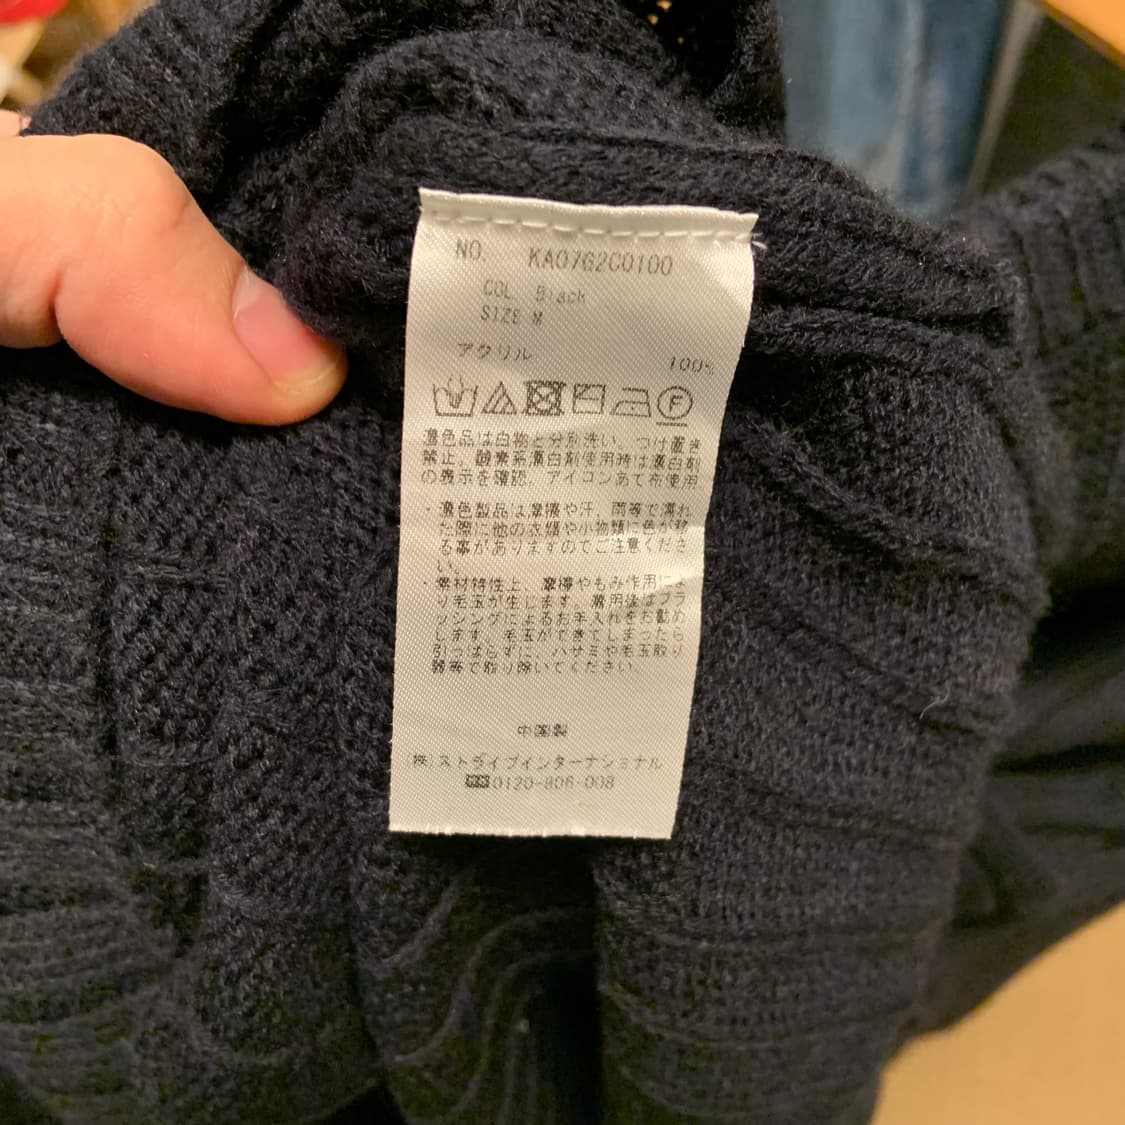 NO. KA07G2C0100
COL Black
SIZE M
アクリル 100%
F
濃色品は白物と分別洗い、つけ置き
禁止、酸素系漂白剤使用時は漂白剤
の表示を確認、アイコンあて布使用
・濃色製品は摩擦や汗、雨等で濡れ
た際に他の衣類や小物類に色が移
る事がありますのでご注意くださ
い。
・素材特性上、摩擦やもみ作用によ
り毛玉が生じます。着用後はブラ
ッシングによるお手入れをお勧め
します。毛玉ができてしまったら
引っぱらずに、ハサミや毛玉取り
器等で取り除いてください。
中国製
(株)ストライプインターナショナル
0120-806-008